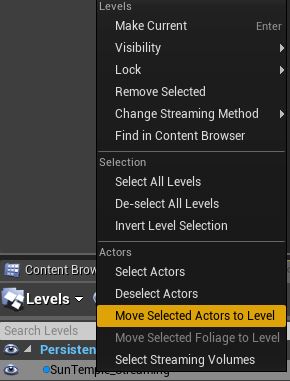 Levels
Make Current Enter
Visibility
Lock
Remove Selected
Change Streaming Method
Find in Content Browser
Selection
Select All Levels
De-select All Levels
Invert Level Selection
Actors
Select Actors
Deselect Actors
Move Selected Actors to Level
Move Selected Foliage to Level
Select Streaming Volumes
Content Brow
Levels
Search Levels
Persisten
SunTemple_Streaming